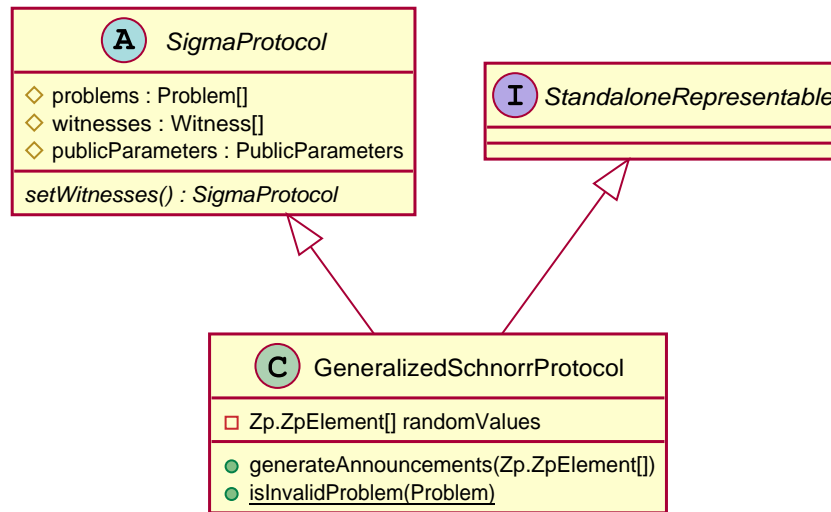 A SigmaProtocol
problems : Problem[]
witnesses : Witness[]
publicParameters : PublicParameters
setWitnesses() : SigmaProtocol
I StandaloneRepresentable
C GeneralizedSchnorrProtocol
Zp.ZpElement[] randomValues
generateAnnouncements(Zp.ZpElement[])
isInvalidProblem(Problem)